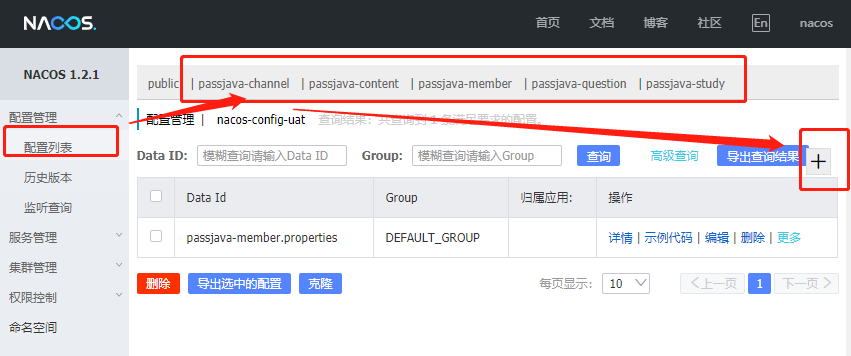 NACOS.
首页 文档 博客 社区 En nacos
NACOS 1.2.1
配置管理
配置列表
历史版本
监听查询
服务管理
集群管理
权限控制
命名空间
public | passjava-channel | passjava-content | passjava-member | passjava-question | passjava-study
配置管理 | nacos-config-uat 查询结果：共查询到 1 条满足要求的配置。
Data ID: 模糊查询请输入Data ID Group: 模糊查询请输入Group 查询 高级查询 导出查询结果 +
Data Id Group 归属应用: 操作
passjava-member.properties DEFAULT_GROUP 详情 | 示例代码 | 编辑 | 删除 | 更多
删除 导出选中的配置 克隆 每页显示: 10 上一页 1 下一页